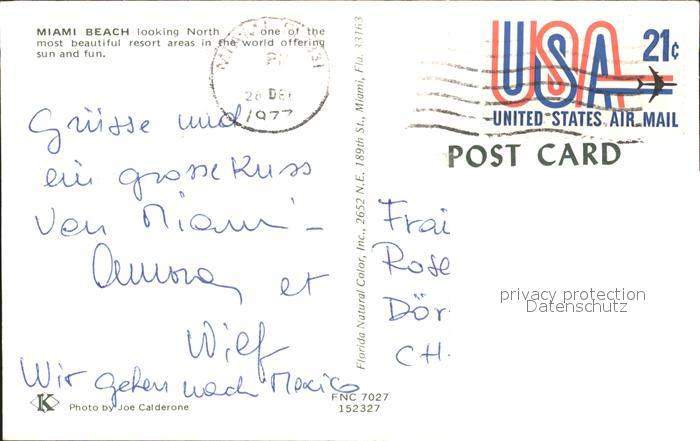 MIAMI BEACH looking North one of the
most beautiful resort areas in the world offering
sun and fun.
28 DEC
1977
USA
21¢
UNITED STATES AIR MAIL
POST CARD
Grüsse und
ein grosse Kuss
von Miami -
et
Wir gehen nach Mexico
Frai
Rose
Dör
CH.
privacy protection
Datenschutz
Florida Natural Color, Inc., 2652 N.E. 189th St., Miami, Fla. 33163
K
Photo by Joe Calderone
FNC 7027
152327